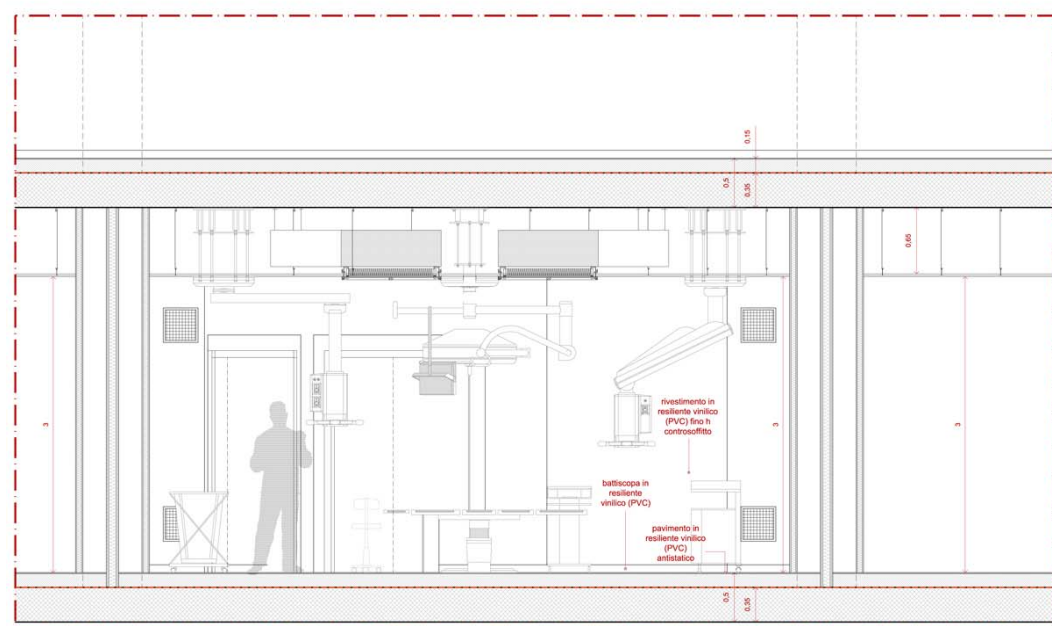 0,15
0,5
0,35
0,65
3
3
3
rivestimento in
resiliente vinilico
(PVC) fino h
controsoffitto
battiscopa in
resiliente
vinilico (PVC)
pavimento in
resiliente vinilico
(PVC)
antistatico
0,5
0,35